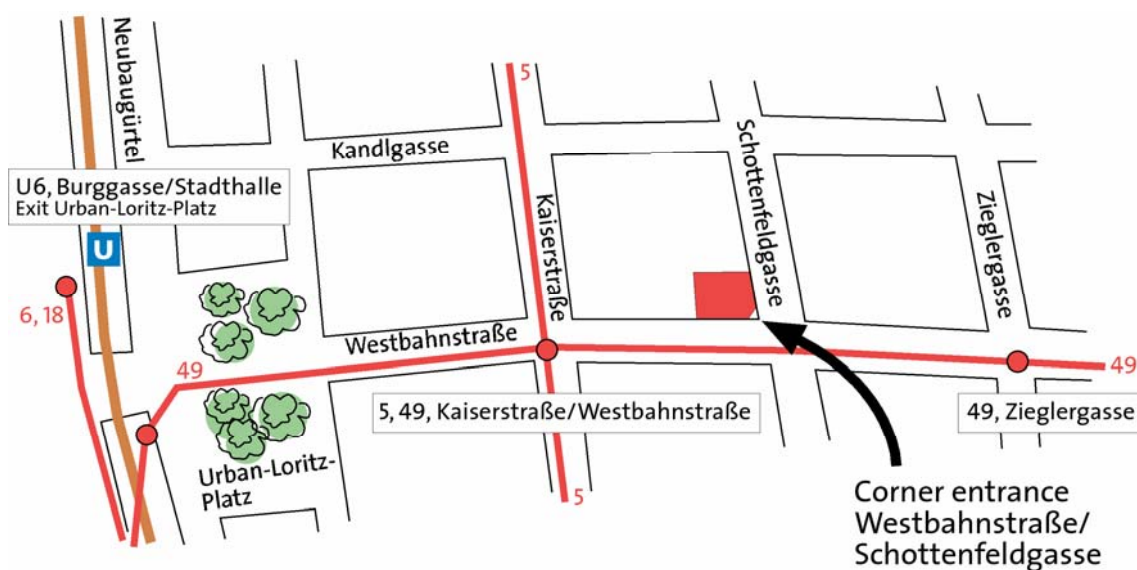 Neubaugürtel
5
Kandlgasse
Schottenfeldgasse
U6, Burggasse/Stadthalle
Exit Urban-Loritz-Platz
Kaiserstraße
Zieglergasse
U
6, 18
Westbahnstraße
49
49
5, 49, Kaiserstraße/Westbahnstraße
49, Zieglergasse
Urban-Loritz-
Platz
5
Corner entrance
Westbahnstraße/
Schottenfeldgasse